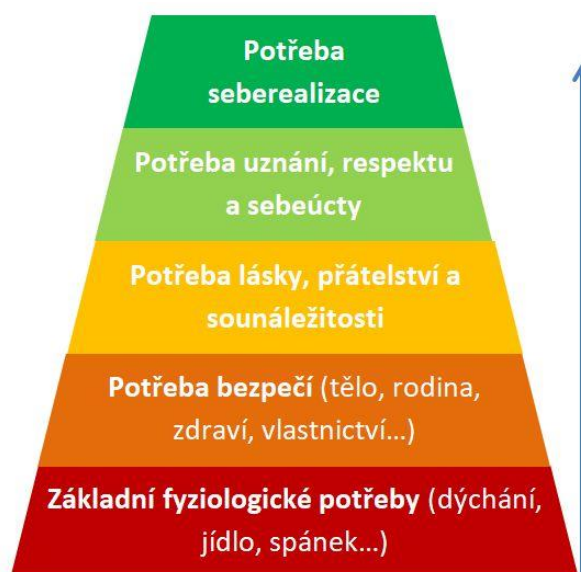 Potřeba
seberealizace
Potřeba uznání, respektu
a sebeúcty
Potřeba lásky, přátelství a
sounáležitosti
Potřeba bezpečí (tělo, rodina,
zdraví, vlastnictví...)
Základní fyziologické potřeby (dýchání,
jídlo, spánek...)